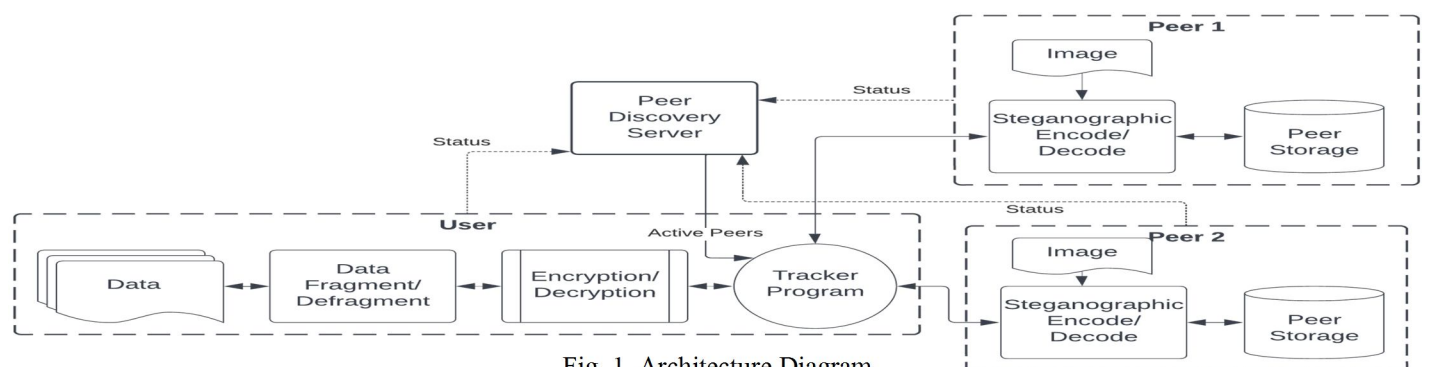 Peer 1
Image
Status
Peer
Discovery
Server
Steganographic
Encode/
Decode
Peer
Storage
Status
Status
User
Active Peers
Peer 2
Data
Data
Fragment/
Defragment
Encryption/
Decryption
Tracker
Program
Image
Steganographic
Encode/
Decode
Peer
Storage
Fig. 1. Architecture Diagram